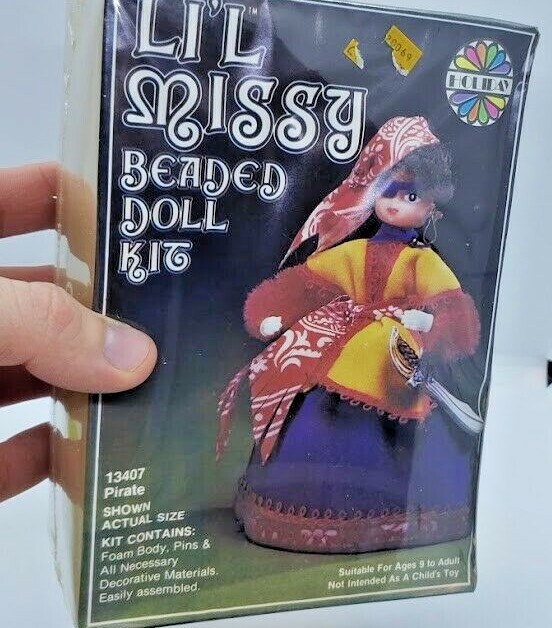 LI'L™
MISSY
BEADED
DOLL
KIT
HOLIDAY
13407
Pirate
SHOWN
ACTUAL SIZE
KIT CONTAINS:
Foam Body, Pins &
All Necessary
Decorative Materials.
Easily assembled.
Suitable For Ages 9 to Adult
Not Intended As A Child's Toy